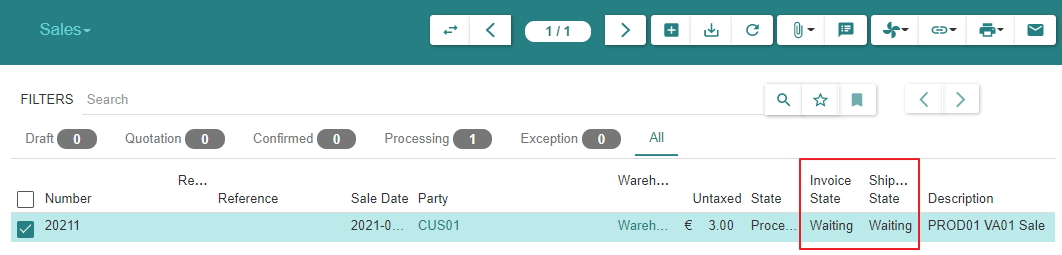 Sales
1 / 1
FILTERS Search
Draft 0 Quotation 0 Confirmed 0 Processing 1 Exception 0 All
Re... Wareh... Invoice Ship...
Number Reference Sale Date Party Untaxed State State State Description
20211 2021-0... CUS01 Wareh... € 3.00 Proce... Waiting Waiting PROD01 VA01 Sale